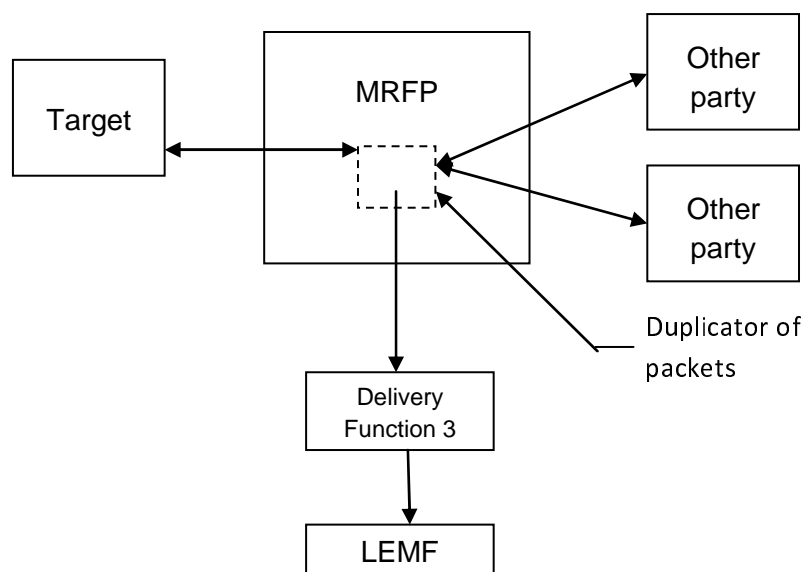 Target
MRFP
Other
party
Other
party
Duplicator of
packets
Delivery
Function 3
LEMF